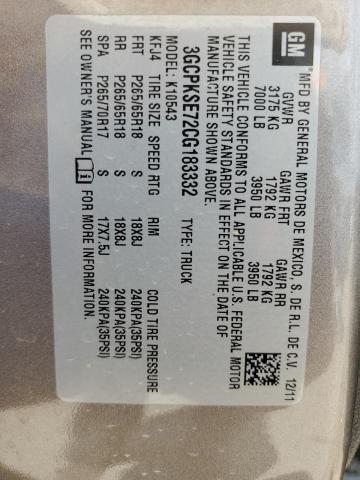 GM
MFD BY GENERAL MOTORS DE MEXICO, S. DE R.L. DE C.V. 12/11
GVWR GAWR FRT GAWR RR
3175 KG 1792 KG 1792 KG
7000 LB 3950 LB 3950 LB
THIS VEHICLE CONFORMS TO ALL APPLICABLE U.S. FEDERAL MOTOR
VEHICLE SAFETY STANDARDS IN EFFECT ON THE DATE OF
MANUFACTURE SHOWN ABOVE.
3GCPKSE72CG183332 TYPE: TRUCK
MODEL: K10543
KFJ4 TIRE SIZE SPEED RTG RIM COLD TIRE PRESSURE
FRT P265/65R18 S 18X8J 240KPA(35PSI)
RR P265/65R18 S 18X8J 240KPA(35PSI)
SPA P265/70R17 S 17X7.5J 240KPA(35PSI)
SEE OWNER'S MANUAL FOR MORE INFORMATION.